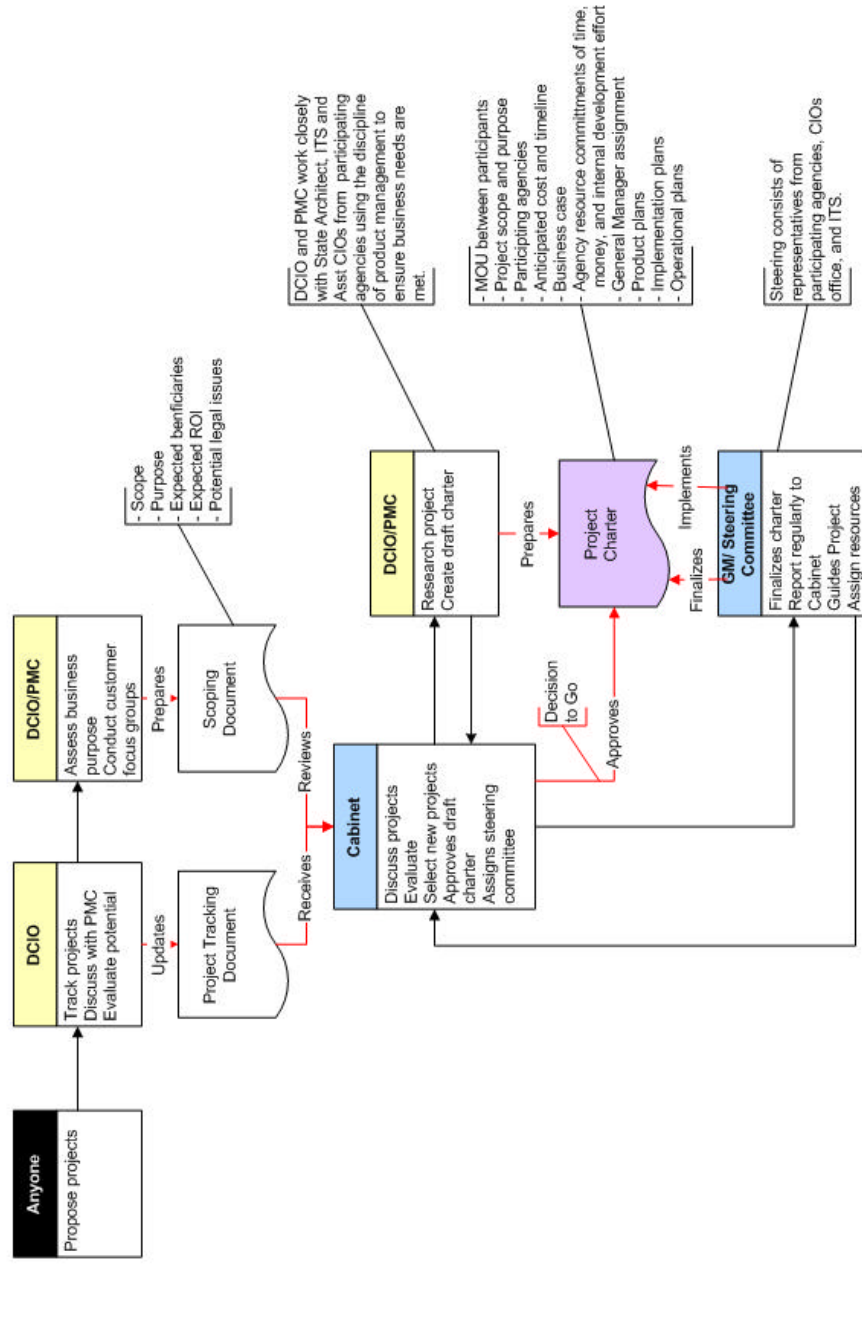 Anyone
Propose projects
DCIO
Track projects
Discuss with PMC
Evaluate potential
DCIO/PMC
Assess business
purpose
Conduct customer
focus groups
Updates
Prepares
Project Tracking
Document
Scoping
Document
- Scope
- Purpose
- Expected benficiaries
- Expected ROI
- Potential legal issues
Receives
Reviews
Cabinet
Discuss projects
Evaluate
Select new projects
Approves draft
charter
Assigns steering
committee
DCIO/PMC
Research project
Create draft charter
DCIO and PMC work closely
with State Architect, ITS and
Asst CIOs from participating
agencies using the discipline
of product management to
ensure business needs are
met.
Prepares
Decision
to Go
Approves
Project
Charter
- MOU between participants
- Project scope and purpose
- Participting agencies
- Anticipated cost and timeline
- Business case
- Agency resource committments of time,
money, and internal development effort
- General Manager assignment
- Product plans
- Implementation plans
- Operational plans
Finalizes
Implements
GM/ Steering
Committee
Finalizes charter
Report regularly to
Cabinet
Guides Project
Assign resources
Steering consists of
representatives from
participating agencies, CIOs
office, and ITS.